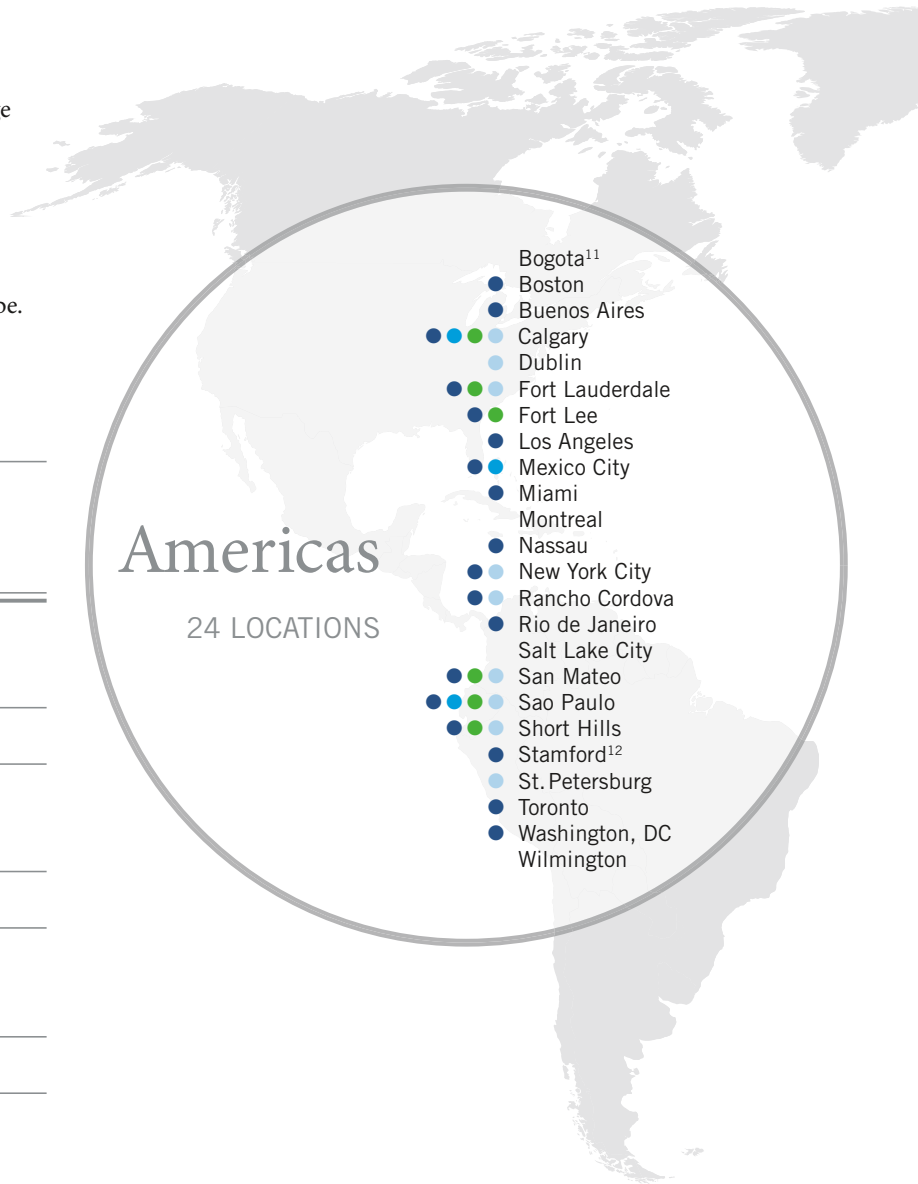 e
pe.
Bogota¹¹
Boston
Buenos Aires
Calgary
Dublin
Fort Lauderdale
Fort Lee
Los Angeles
Mexico City
Miami
Montreal
Americas
Nassau
New York City
Rancho Cordova
24 LOCATIONS
Rio de Janeiro
Salt Lake City
San Mateo
Sao Paulo
Short Hills
Stamford¹²
St. Petersburg
Toronto
Washington, DC
Wilmington